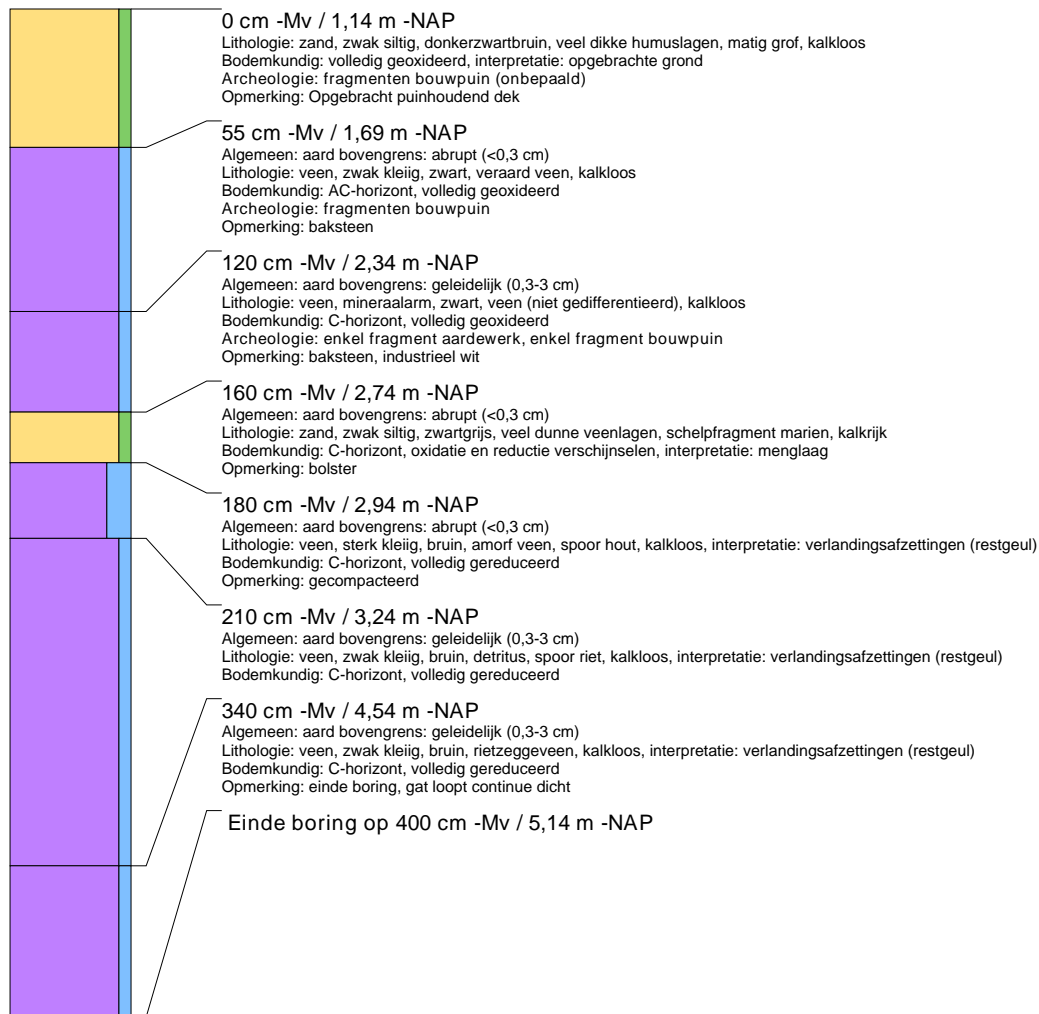 0 cm -Mv / 1,14 m -NAP
Lithologie: zand, zwak siltig, donkerzwartbruin, veel dikke humuslagen, matig grof, kalkloos
Bodemkundig: volledig geoxideerd, interpretatie: opgebrachte grond
Archeologie: fragmenten bouwpuin (onbepaald)
Opmerking: Opgebracht puinhoudend dek
55 cm -Mv / 1,69 m -NAP
Algemeen: aard bovengrens: abrupt (<0,3 cm)
Lithologie: veen, zwak kleiig, zwart, veraard veen, kalkloos
Bodemkundig: AC-horizont, volledig geoxideerd
Archeologie: fragmenten bouwpuin
Opmerking: baksteen
120 cm -Mv / 2,34 m -NAP
Algemeen: aard bovengrens: geleidelijk (0,3-3 cm)
Lithologie: veen, mineraalarm, zwart, veen (niet gedifferentieerd), kalkloos
Bodemkundig: C-horizont, volledig geoxideerd
Archeologie: enkel fragment aardewerk, enkel fragment bouwpuin
Opmerking: baksteen, industrieel wit
160 cm -Mv / 2,74 m -NAP
Algemeen: aard bovengrens: abrupt (<0,3 cm)
Lithologie: zand, zwak siltig, zwartgrijs, veel dunne veenlagen, schelpfragment marien, kalkrijk
Bodemkundig: C-horizont, oxidatie en reductie verschijnselen, interpretatie: menglaag
Opmerking: bolster
180 cm -Mv / 2,94 m -NAP
Algemeen: aard bovengrens: abrupt (<0,3 cm)
Lithologie: veen, sterk kleiig, bruin, amorf veen, spoor hout, kalkloos, interpretatie: verlandingsafzettingen (restgeul)
Bodemkundig: C-horizont, volledig gereduceerd
Opmerking: gecompacteerd
210 cm -Mv / 3,24 m -NAP
Algemeen: aard bovengrens: geleidelijk (0,3-3 cm)
Lithologie: veen, zwak kleiig, bruin, detritus, spoor riet, kalkloos, interpretatie: verlandingsafzettingen (restgeul)
Bodemkundig: C-horizont, volledig gereduceerd
340 cm -Mv / 4,54 m -NAP
Algemeen: aard bovengrens: geleidelijk (0,3-3 cm)
Lithologie: veen, zwak kleiig, bruin, rietzeggeveen, kalkloos, interpretatie: verlandingsafzettingen (restgeul)
Bodemkundig: C-horizont, volledig gereduceerd
Opmerking: einde boring, gat loopt continue dicht
Einde boring op 400 cm -Mv / 5,14 m -NAP